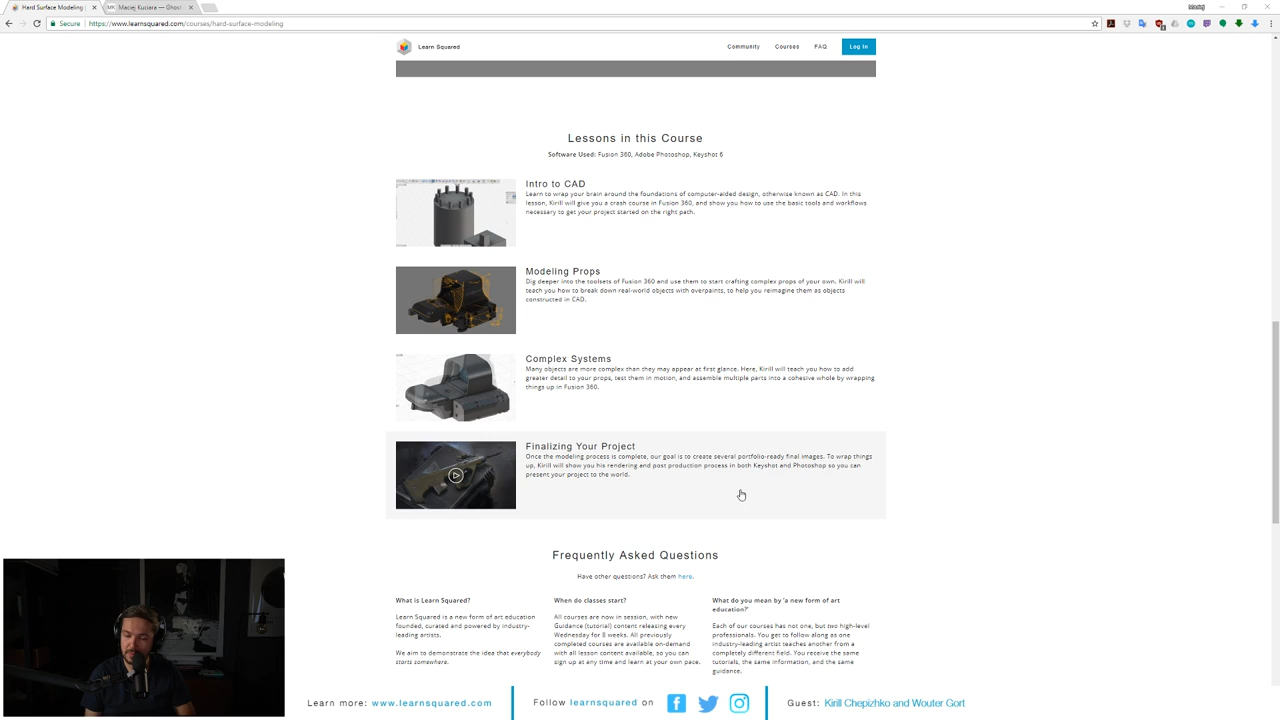 Hard Surface Modeling
Maciej Kuciara — Ghos
Maciej
Secure
https://www.learnsquared.com/courses/hard-surface-modeling
Learn Squared
Community
Courses
FAQ
Log In
Lessons in this Course
Software Used: Fusion 360, Adobe Photoshop, Keyshot 6
Intro to CAD
Learn to wrap your brain around the foundations of computer-aided design, otherwise known as CAD. In this
lesson, Kirill will give you a crash course in Fusion 360, and show you how to use the basic tools and workflows
necessary to get your project started on the right path.
Modeling Props
Dig deeper into the toolsets of Fusion 360 and use them to start crafting complex props of your own. Kirill will
teach you how to break down real-world objects with overpaints, to help you reimagine them as objects
constructed in CAD.
Complex Systems
Many objects are more complex than they may appear at first glance. Here, Kirill will teach you how to add
greater detail to your props, test them in motion, and assemble multiple parts into a cohesive whole by wrapping
things up in Fusion 360.
Finalizing Your Project
Once the modeling process is complete, our goal is to create several portfolio-ready final images. To wrap things
up, Kirill will show you his rendering and post production process in both Keyshot and Photoshop so you can
present your project to the world.
Frequently Asked Questions
Have other questions? Ask them here.
What is Learn Squared?
Learn Squared is a new form of art education
founded, curated and powered by industry-
leading artists.
We aim to demonstrate the idea that everybody
starts somewhere.
When do classes start?
All courses are now in session, with new
Guidance (tutorial) content releasing every
Wednesday for 8 weeks. All previously
completed courses are available on-demand
with all lesson content available, so you can
sign up at any time and learn at your own pace.
What do you mean by 'a new form of art
education?'
Each of our courses has not one, but two high-level
professionals. You get to follow along as one
industry-leading artist teaches another from a
completely different field. You receive the same
tutorials, the same information, and the same
guidance.
Learn more: www.learnsquared.com
Follow learnsquared on
Guest: Kirill Chepizhko and Wouter Gort